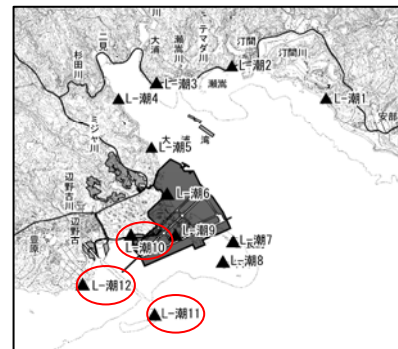 二見
杉田川
大浦川
瀬嵩川
テマダ川
汀間
汀間川
L-潮2
L-潮3
瀬嵩
L-潮4
L-潮1
安部
ミジャ川
大浦湾
L-潮5
辺野古川
L-潮6
辺野古
豊原
L-潮10
L-潮9
L-潮7
L-潮8
L-潮12
L-潮11